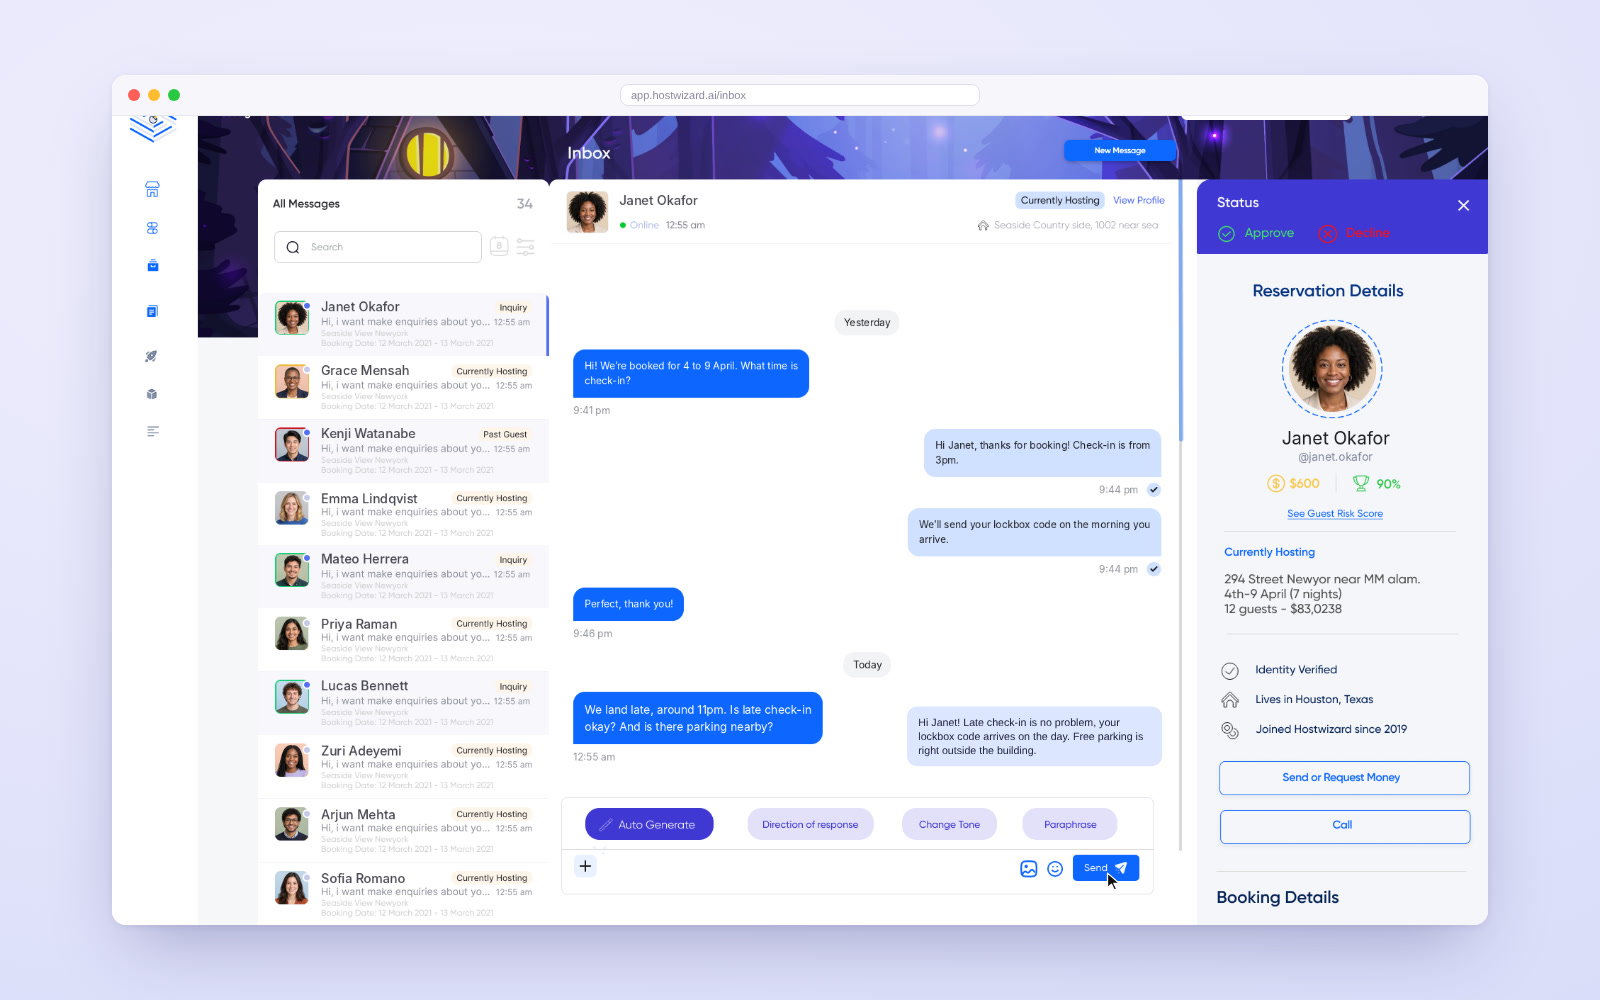 app.hostwizard.ai/inbox
Inbox
New Message
All Messages
34
Search
8
Janet Okafor
Inquiry
Hi, i want make enquiries about yo... 12:55 am
Seaside View Newyork
Booking Date: 12 March 2021 - 13 March 2021
Grace Mensah
Currently Hosting
Hi, i want make enquiries about yo... 12:55 am
Seaside View Newyork
Booking Date: 12 March 2021 - 13 March 2021
Kenji Watanabe
Past Guest
Hi, i want make enquiries about yo... 12:55 am
Seaside View Newyork
Booking Date: 12 March 2021 - 13 March 2021
Emma Lindqvist
Currently Hosting
Hi, i want make enquiries about yo... 12:55 am
Seaside View Newyork
Booking Date: 12 March 2021 - 13 March 2021
Mateo Herrera
Inquiry
Hi, i want make enquiries about yo... 12:55 am
Seaside View Newyork
Booking Date: 12 March 2021 - 13 March 2021
Priya Raman
Currently Hosting
Hi, i want make enquiries about yo... 12:55 am
Seaside View Newyork
Booking Date: 12 March 2021 - 13 March 2021
Lucas Bennett
Inquiry
Hi, i want make enquiries about yo... 12:55 am
Seaside View Newyork
Booking Date: 12 March 2021 - 13 March 2021
Zuri Adeyemi
Currently Hosting
Hi, i want make enquiries about yo... 12:55 am
Seaside View Newyork
Booking Date: 12 March 2021 - 13 March 2021
Arjun Mehta
Currently Hosting
Hi, i want make enquiries about yo... 12:55 am
Seaside View Newyork
Booking Date: 12 March 2021 - 13 March 2021
Sofia Romano
Currently Hosting
Hi, i want make enquiries about yo... 12:55 am
Seaside View Newyork
Booking Date: 12 March 2021 - 13 March 2021
Janet Okafor
Online 12:55 am
Currently Hosting
View Profile
Seaside Country side, 1002 near sea
Yesterday
Hi! We're booked for 4 to 9 April. What time is
check-in?
9:41 pm
Hi Janet, thanks for booking! Check-in is from
3pm.
9:44 pm
We'll send your lockbox code on the morning you
arrive.
9:44 pm
Perfect, thank you!
9:46 pm
Today
We land late, around 11pm. Is late check-in
okay? And is there parking nearby?
12:55 am
Hi Janet! Late check-in is no problem, your
lockbox code arrives on the day. Free parking is
right outside the building.
Auto Generate
Direction of response
Change Tone
Paraphrase
Send
Status
Approve
Decline
Reservation Details
Janet Okafor
@janet.okafor
$600
90%
See Guest Risk Score
Currently Hosting
294 Street Newyor near MM alam.
4th-9 April (7 nights)
12 guests - $83,0238
Identity Verified
Lives in Houston, Texas
Joined Hostwizard since 2019
Send or Request Money
Call
Booking Details